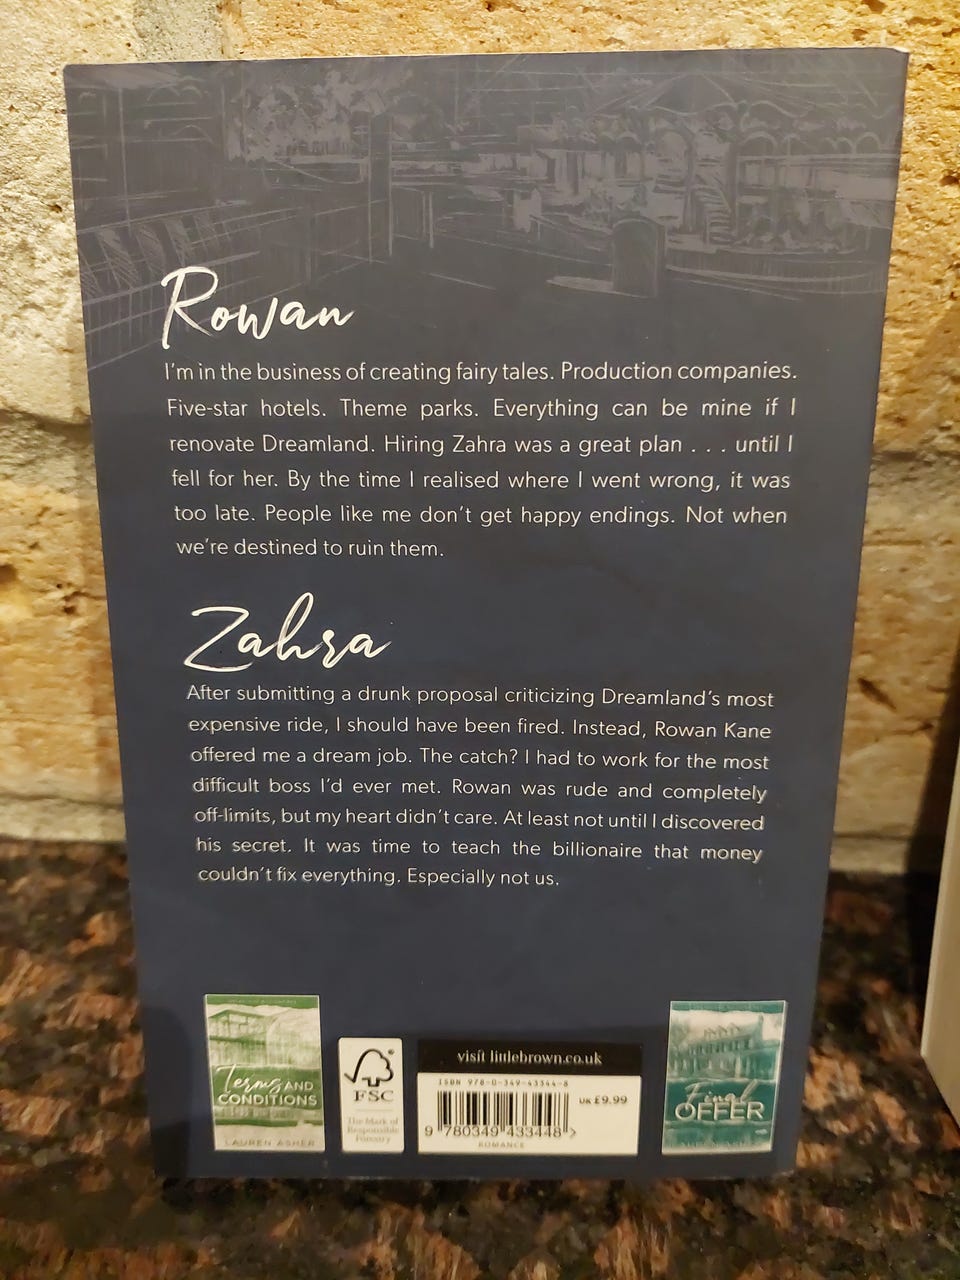 Rowan
I'm in the business of creating fairy tales. Production companies.
Five-star hotels. Theme parks. Everything can be mine if I
renovate Dreamland. Hiring Zahra was a great plan . . . until I
fell for her. By the time I realised where I went wrong, it was
too late. People like me don't get happy endings. Not when
we're destined to ruin them.
Zahra
After submitting a drunk proposal criticizing Dreamland's most
expensive ride, I should have been fired. Instead, Rowan Kane
offered me a dream job. The catch? I had to work for the most
difficult boss I'd ever met. Rowan was rude and completely
off-limits, but my heart didn't care. At least not until I discovered
his secret. It was time to teach the billionaire that money
couldn't fix everything. Especially not us.
Terms AND
CONDITIONS
LAUREN ASHER
FSC
The Mark of
Responsible
Forestry
visit littlebrown.co.uk
ISBN 978-0-349-43344-8
UK £9.99
9 780349 433448 >
ROMANCE
Final
OFFER